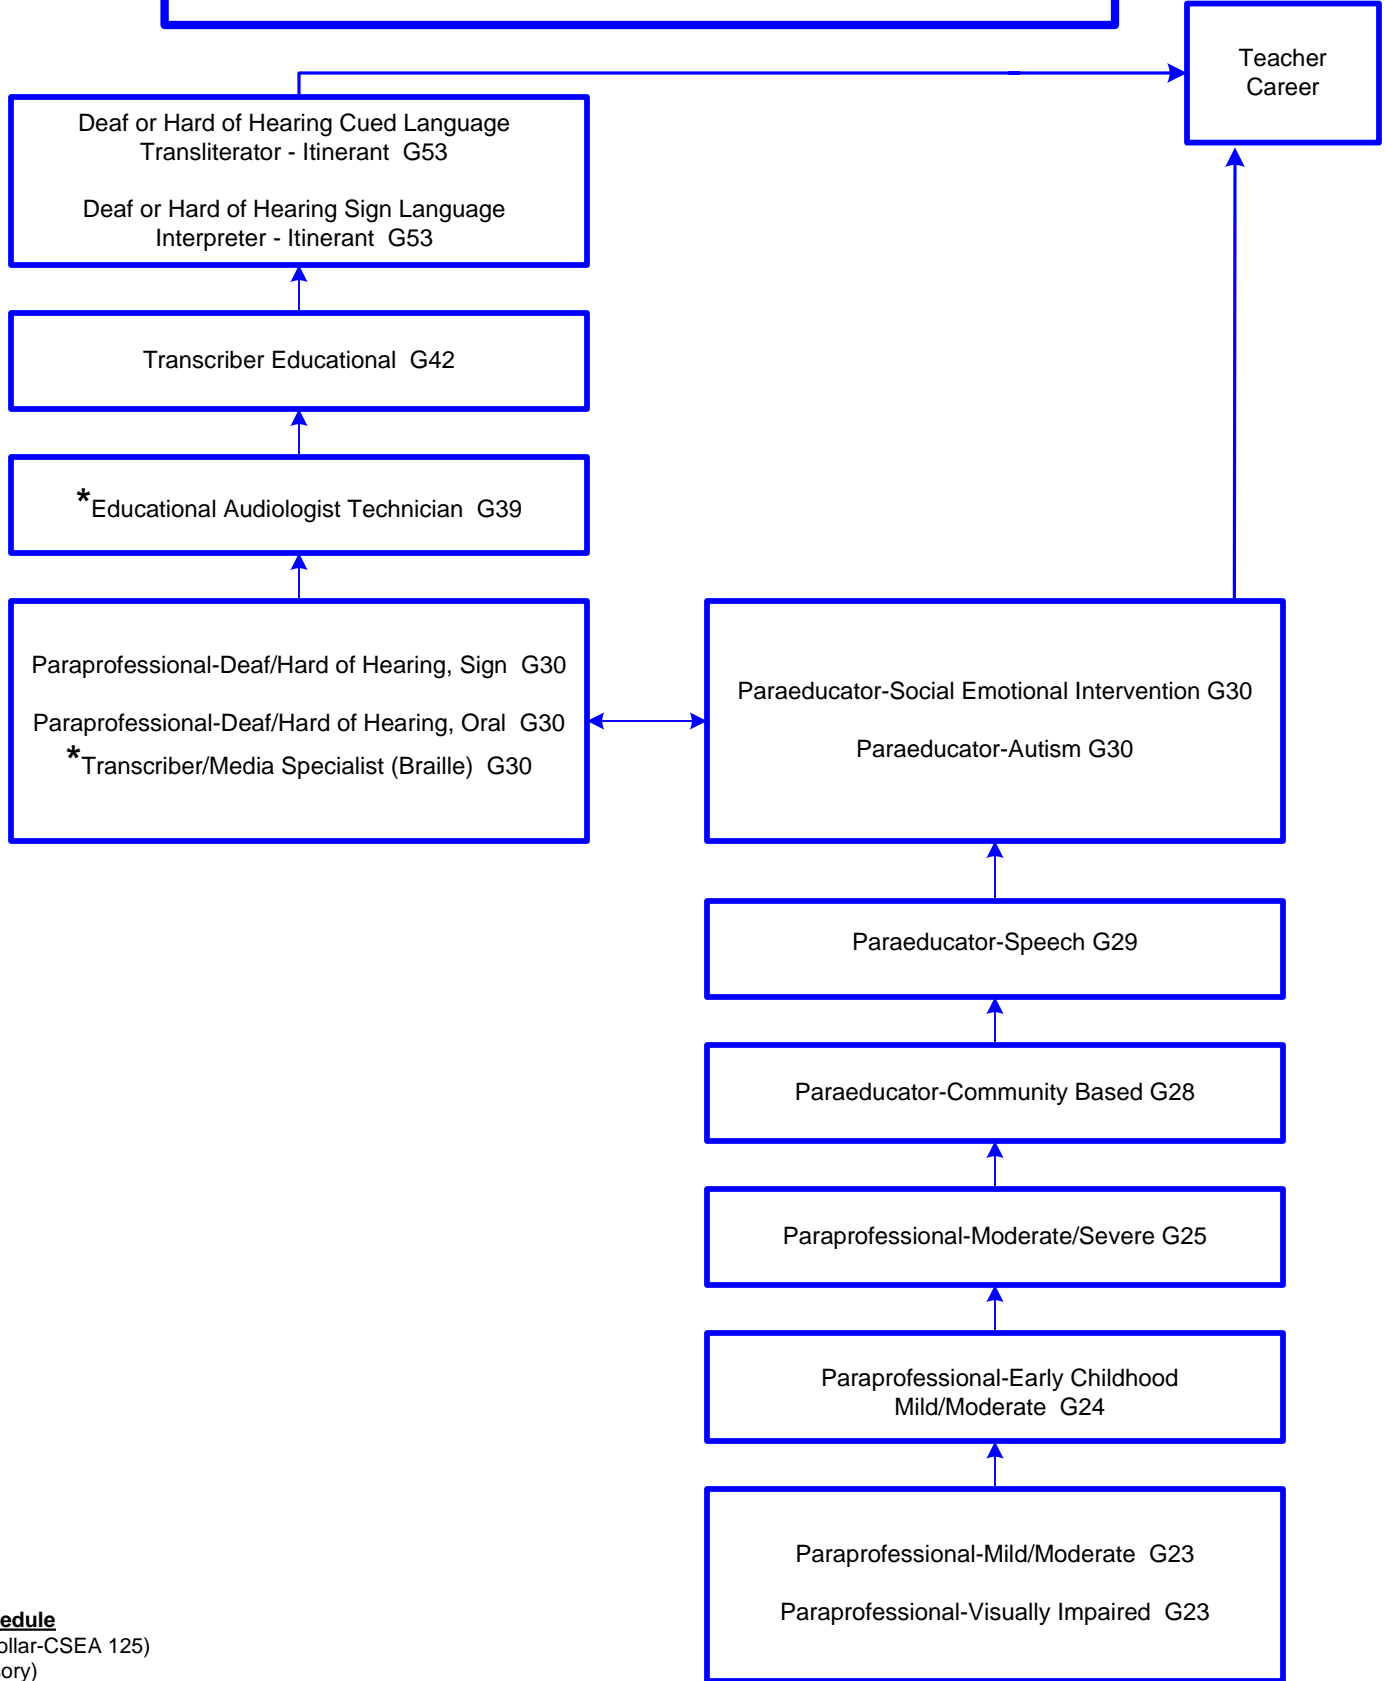 Teacher
Career
Deaf or Hard of Hearing Cued Language
Transliterator - Itinerant G53
Deaf or Hard of Hearing Sign Language
Interpreter - Itinerant G53
Transcriber Educational G42
*Educational Audiologist Technician G39
Paraprofessional-Deaf/Hard of Hearing, Sign G30
Paraprofessional-Deaf/Hard of Hearing, Oral G30
*Transcriber/Media Specialist (Braille) G30
Paraeducator-Social Emotional Intervention G30
Paraeducator-Autism G30
Paraeducator-Speech G29
Paraeducator-Community Based G28
Paraprofessional-Moderate/Severe G25
Paraprofessional-Early Childhood
Mild/Moderate G24
Paraprofessional-Mild/Moderate G23
Paraprofessional-Visually Impaired G23
edule
ollar-CSEA 125)
sory)